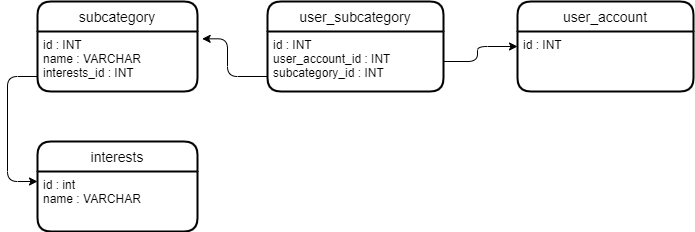 subcategory
id : INT
name : VARCHAR
interests_id : INT
user_subcategory
id : INT
user_account_id : INT
subcategory_id : INT
user_account
id : INT
interests
id : int
name : VARCHAR